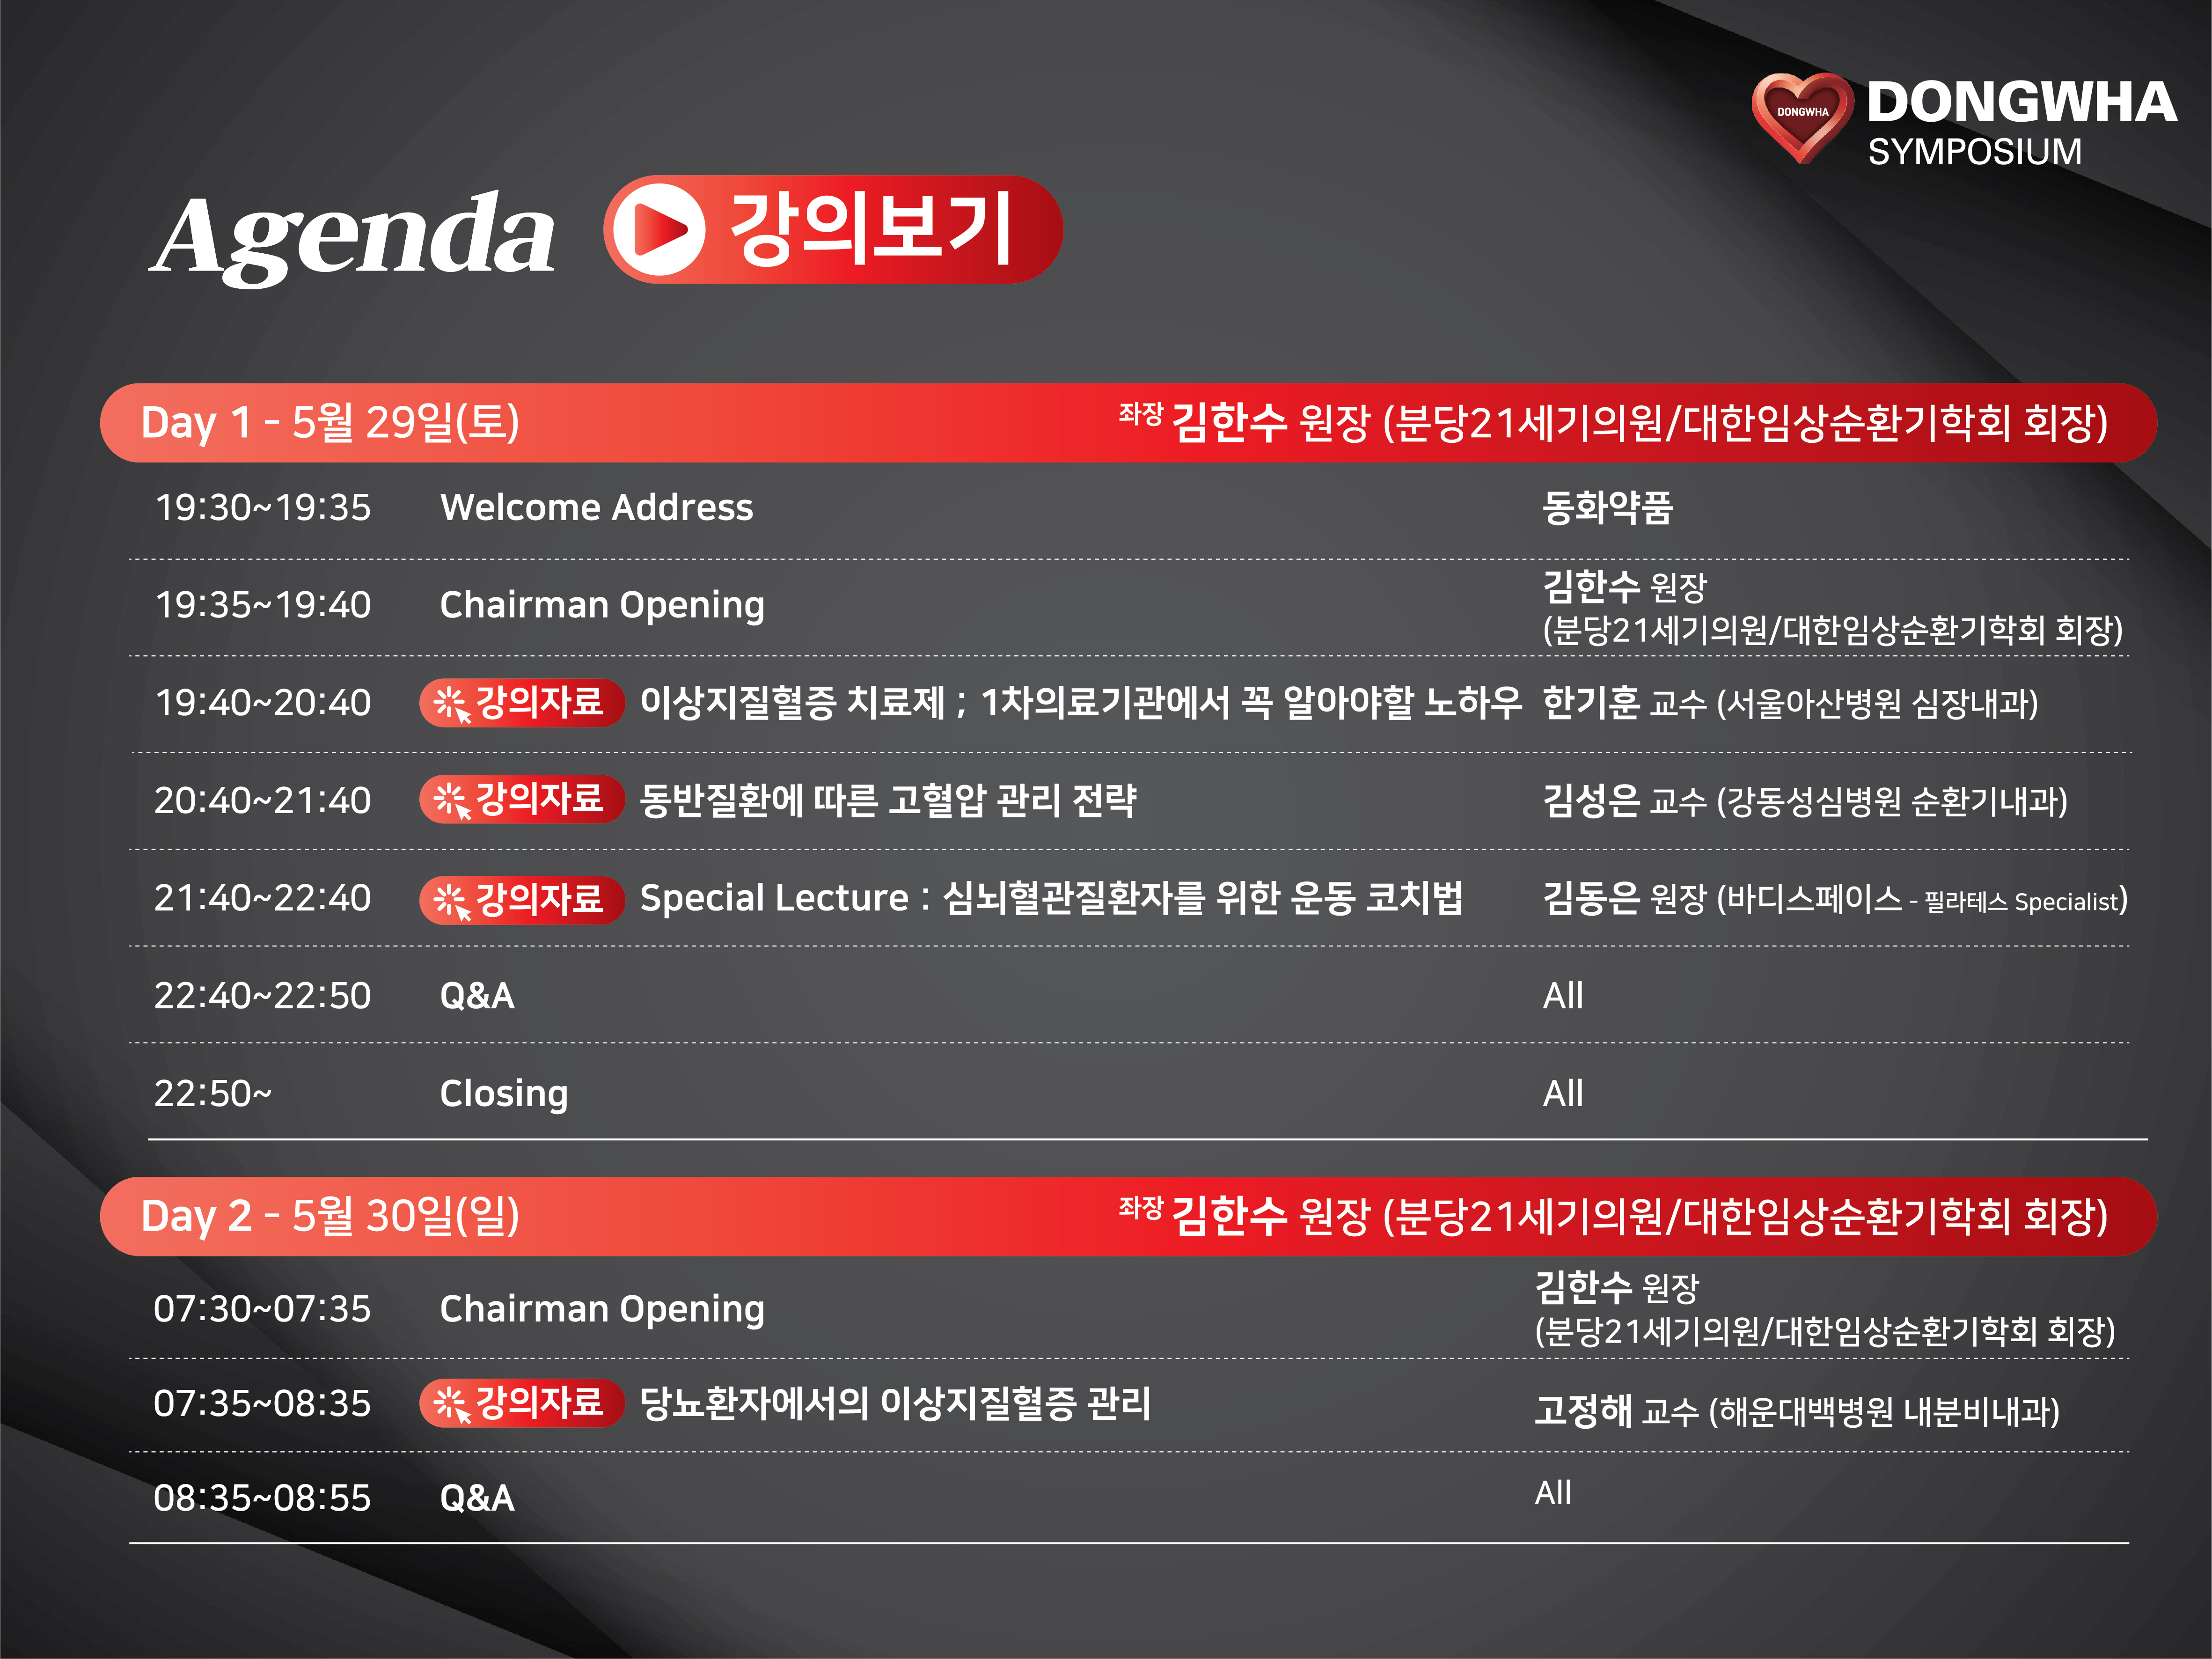 DONGWHA
DONGWHA
SYMPOSIUM
Agenda 강의보기
Day 1 - 5월 29일(토) 좌장 김한수 원장 (분당21세기의원/대한임상순환기학회 회장)
19:30~19:35 Welcome Address 동화약품
19:35~19:40 Chairman Opening 김한수 원장
(분당21세기의원/대한임상순환기학회 회장)
19:40~20:40 강의자료 이상지질혈증 치료제 ; 1차의료기관에서 꼭 알아야할 노하우 한기훈 교수 (서울아산병원 심장내과)
20:40~21:40 강의자료 동반질환에 따른 고혈압 관리 전략 김성은 교수 (강동성심병원 순환기내과)
21:40~22:40 강의자료 Special Lecture : 심뇌혈관질환자를 위한 운동 코치법 김동은 원장 (바디스페이스 - 필라테스 Specialist)
22:40~22:50 Q&A All
22:50~ Closing All
Day 2 - 5월 30일(일) 좌장 김한수 원장 (분당21세기의원/대한임상순환기학회 회장)
07:30~07:35 Chairman Opening 김한수 원장
(분당21세기의원/대한임상순환기학회 회장)
07:35~08:35 강의자료 당뇨환자에서의 이상지질혈증 관리 고정해 교수 (해운대백병원 내분비내과)
08:35~08:55 Q&A All